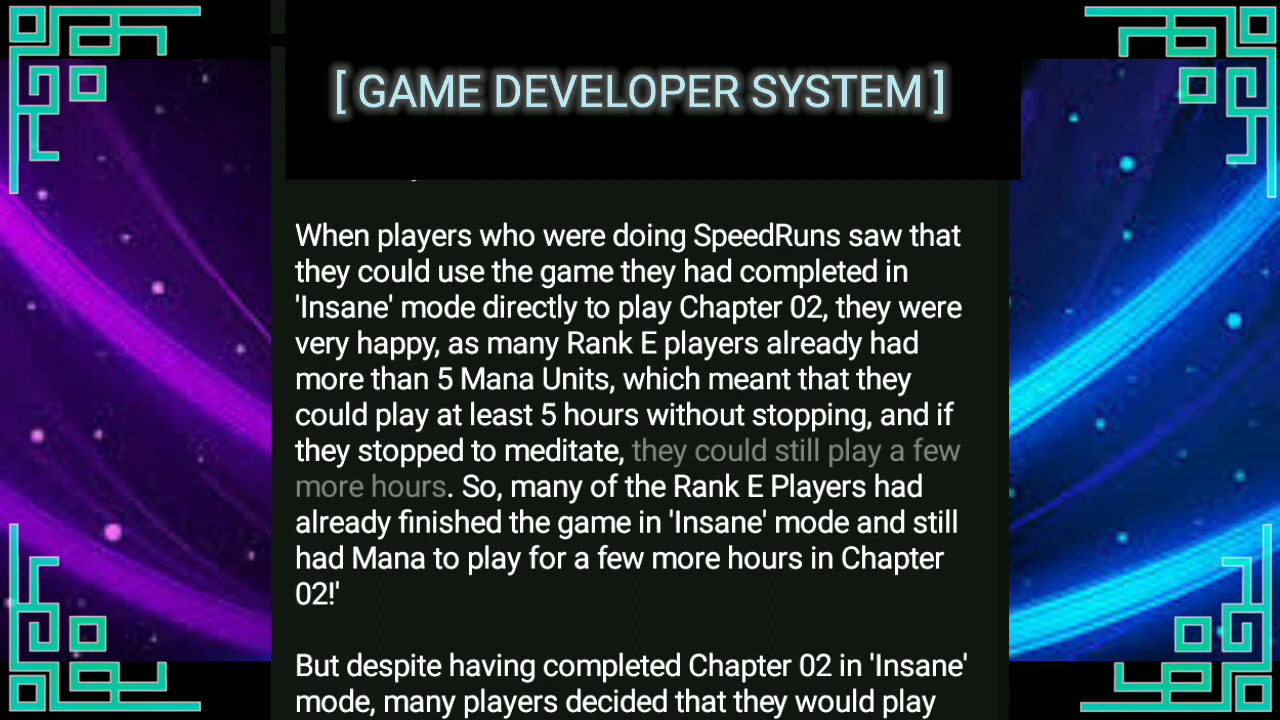 [ GAME DEVELOPER SYSTEM ]
When players who were doing SpeedRuns saw that
they could use the game they had completed in
'Insane' mode directly to play Chapter 02, they were
very happy, as many Rank E players already had
more than 5 Mana Units, which meant that they
could play at least 5 hours without stopping, and if
they stopped to meditate, they could still play a few
more hours. So, many of the Rank E Players had
already finished the game in 'Insane' mode and still
had Mana to play for a few more hours in Chapter
02!'
But despite having completed Chapter 02 in 'Insane'
mode, many players decided that they would play